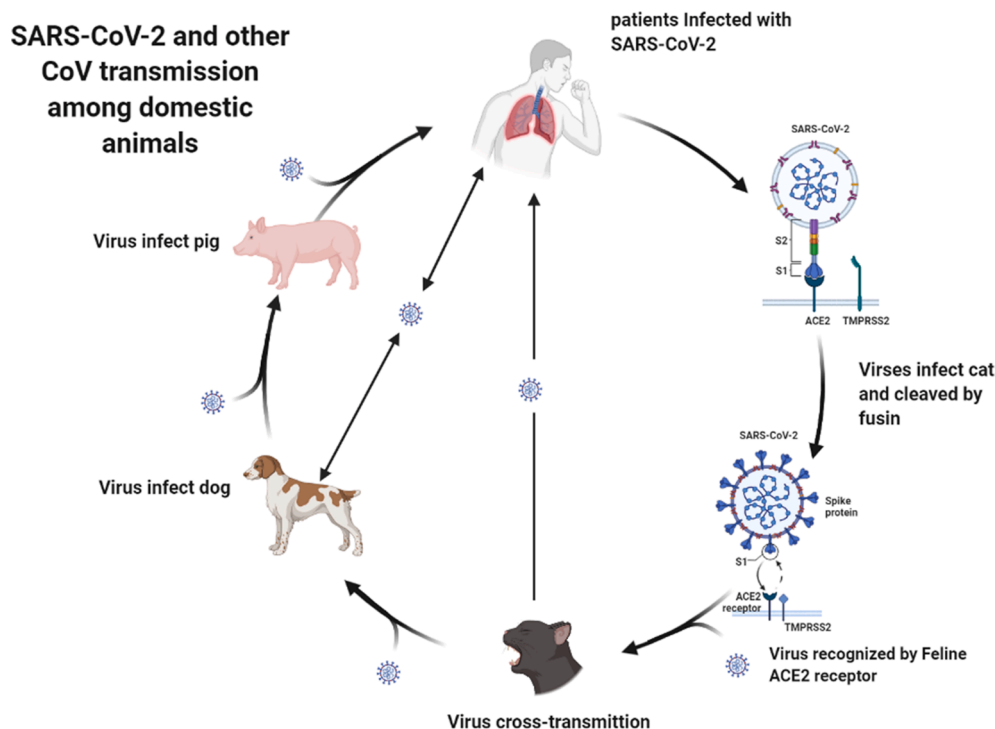 SARS-CoV-2 and other
CoV transmission
among domestic
animals
patients Infected with
SARS-CoV-2
SARS-CoV-2
S2
S1
ACE2
TMPRSS2
Virus infect pig
Virses infect cat
and cleaved by
fusin
SARS-CoV-2
Spike
protein
S1
ACE2
receptor
TMPRSS2
Virus infect dog
Virus recognized by Feline
ACE2 receptor
Virus cross-transmittion